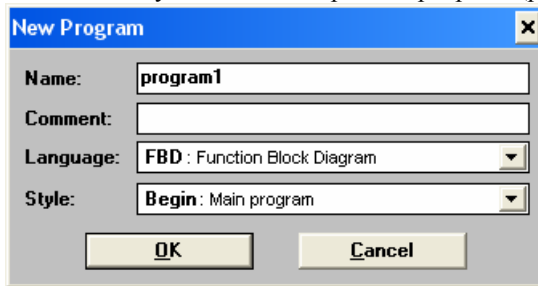 New Program
Name: program1
Comment:
Language: FBD : Function Block Diagram
Style: Begin : Main program
OK Cancel